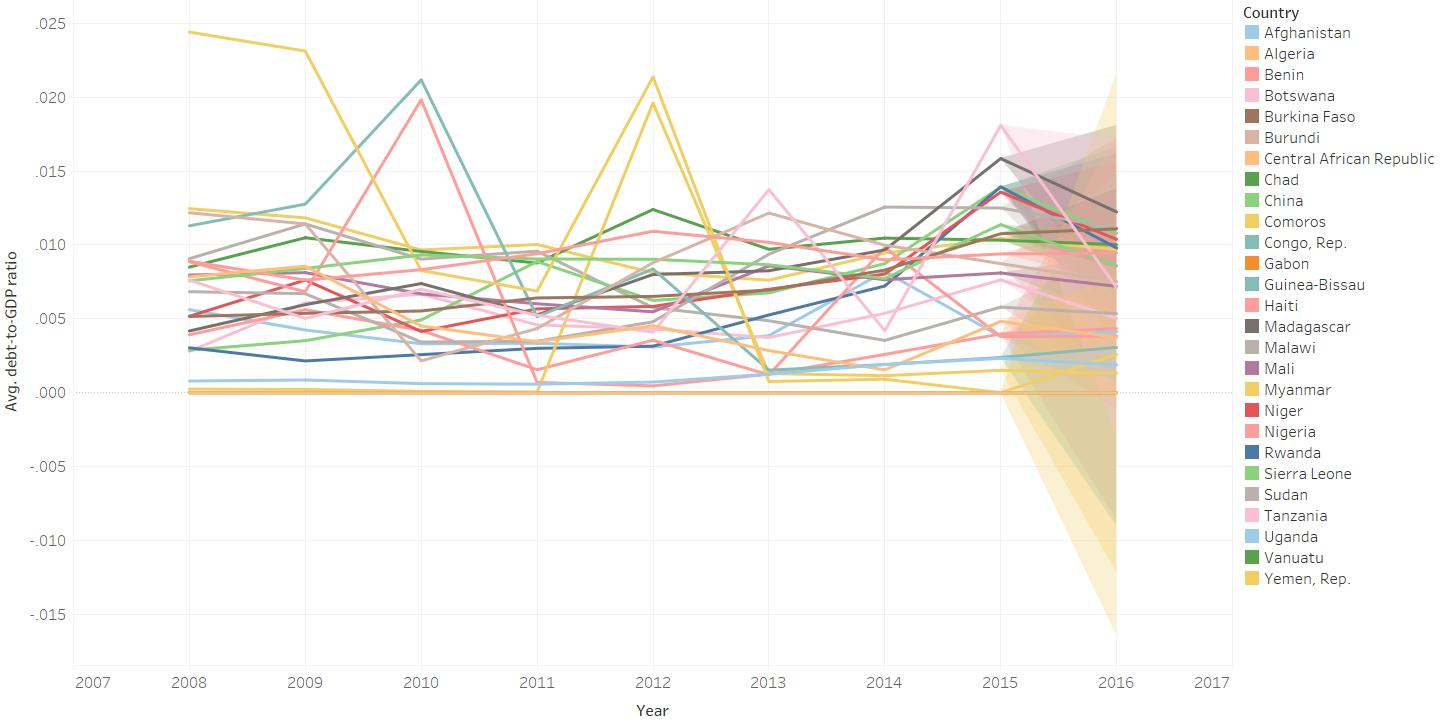 .025
.020
.015
.010
.005
.000
-.005
-.010
-.015
Avg. debt-to-GDP ratio
2007 2008 2009 2010 2011 2012 2013 2014 2015 2016 2017
Year
Country
Afghanistan
Algeria
Benin
Botswana
Burkina Faso
Burundi
Central African Republic
Chad
China
Comoros
Congo, Rep.
Gabon
Guinea-Bissau
Haiti
Madagascar
Malawi
Mali
Myanmar
Niger
Nigeria
Rwanda
Sierra Leone
Sudan
Tanzania
Uganda
Vanuatu
Yemen, Rep.